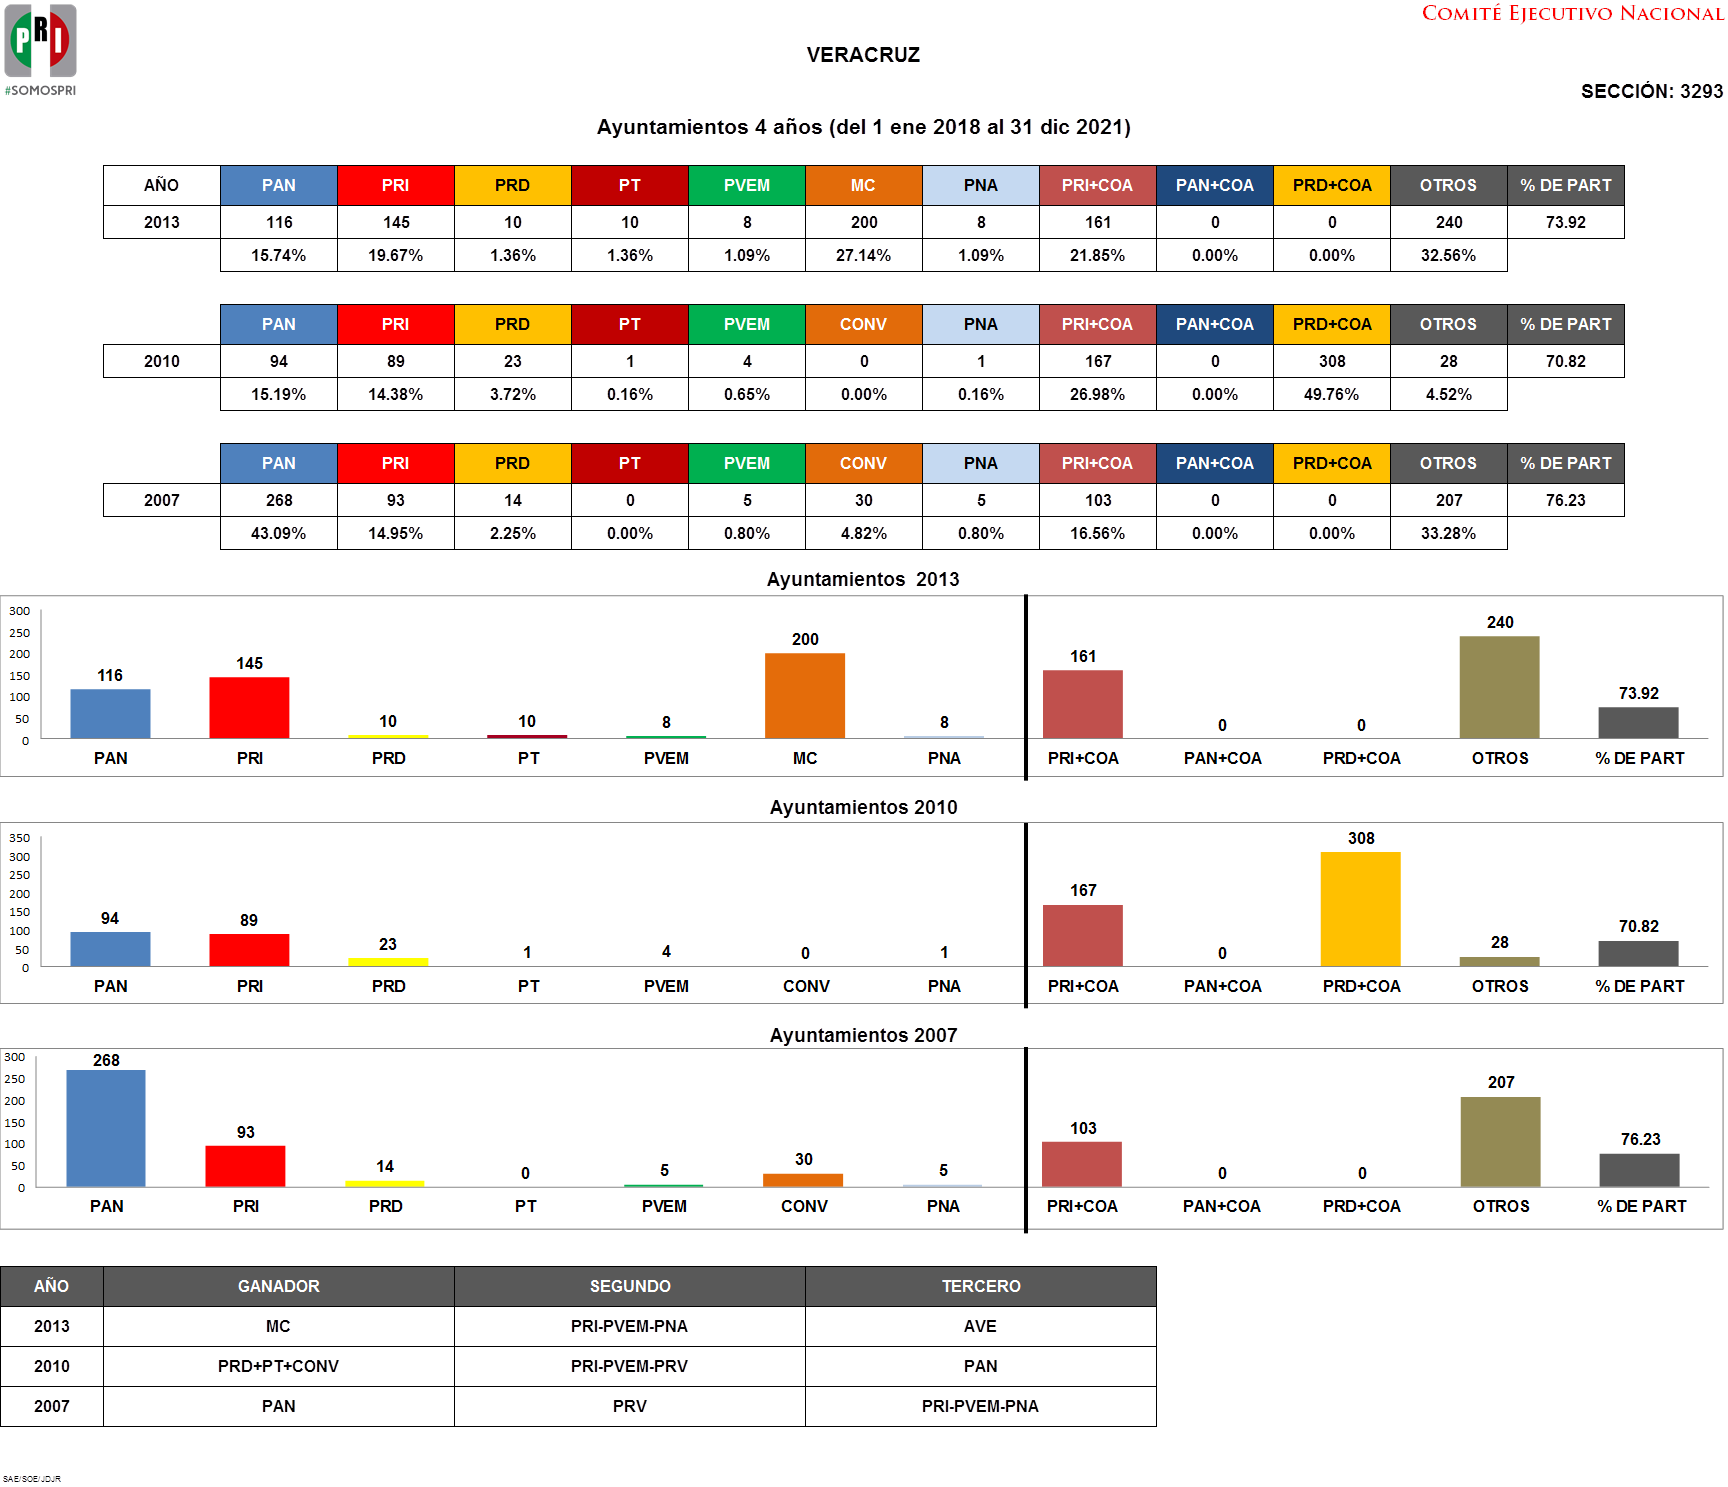 PRI
#SOMOSPRI
COMITÉ EJECUTIVO NACIONAL
VERACRUZ
SECCIÓN: 3293
Ayuntamientos 4 años (del 1 ene 2018 al 31 dic 2021)
AÑO PAN PRI PRD PT PVEM MC PNA PRI+COA PAN+COA PRD+COA OTROS % DE PART
2013 116 145 10 10 8 200 8 161 0 0 240 73.92
15.74% 19.67% 1.36% 1.36% 1.09% 27.14% 1.09% 21.85% 0.00% 0.00% 32.56%
PAN PRI PRD PT PVEM CONV PNA PRI+COA PAN+COA PRD+COA OTROS % DE PART
2010 94 89 23 1 4 0 1 167 0 308 28 70.82
15.19% 14.38% 3.72% 0.16% 0.65% 0.00% 0.16% 26.98% 0.00% 49.76% 4.52%
PAN PRI PRD PT PVEM CONV PNA PRI+COA PAN+COA PRD+COA OTROS % DE PART
2007 268 93 14 0 5 30 5 103 0 0 207 76.23
43.09% 14.95% 2.25% 0.00% 0.80% 4.82% 0.80% 16.56% 0.00% 0.00% 33.28%
Ayuntamientos 2013
300
250
200
150
100
50
0
116 145 10 10 8 200 8 161 0 0 240 73.92
PAN PRI PRD PT PVEM MC PNA PRI+COA PAN+COA PRD+COA OTROS % DE PART
Ayuntamientos 2010
350
300
250
200
150
100
50
0
94 89 23 1 4 0 1 167 0 308 28 70.82
PAN PRI PRD PT PVEM CONV PNA PRI+COA PAN+COA PRD+COA OTROS % DE PART
Ayuntamientos 2007
300
250
200
150
100
50
0
268 93 14 0 5 30 5 103 0 0 207 76.23
PAN PRI PRD PT PVEM CONV PNA PRI+COA PAN+COA PRD+COA OTROS % DE PART
AÑO GANADOR SEGUNDO TERCERO
2013 MC PRI-PVEM-PNA AVE
2010 PRD+PT+CONV PRI-PVEM-PRV PAN
2007 PAN PRV PRI-PVEM-PNA
SAE/SOE/JDJR